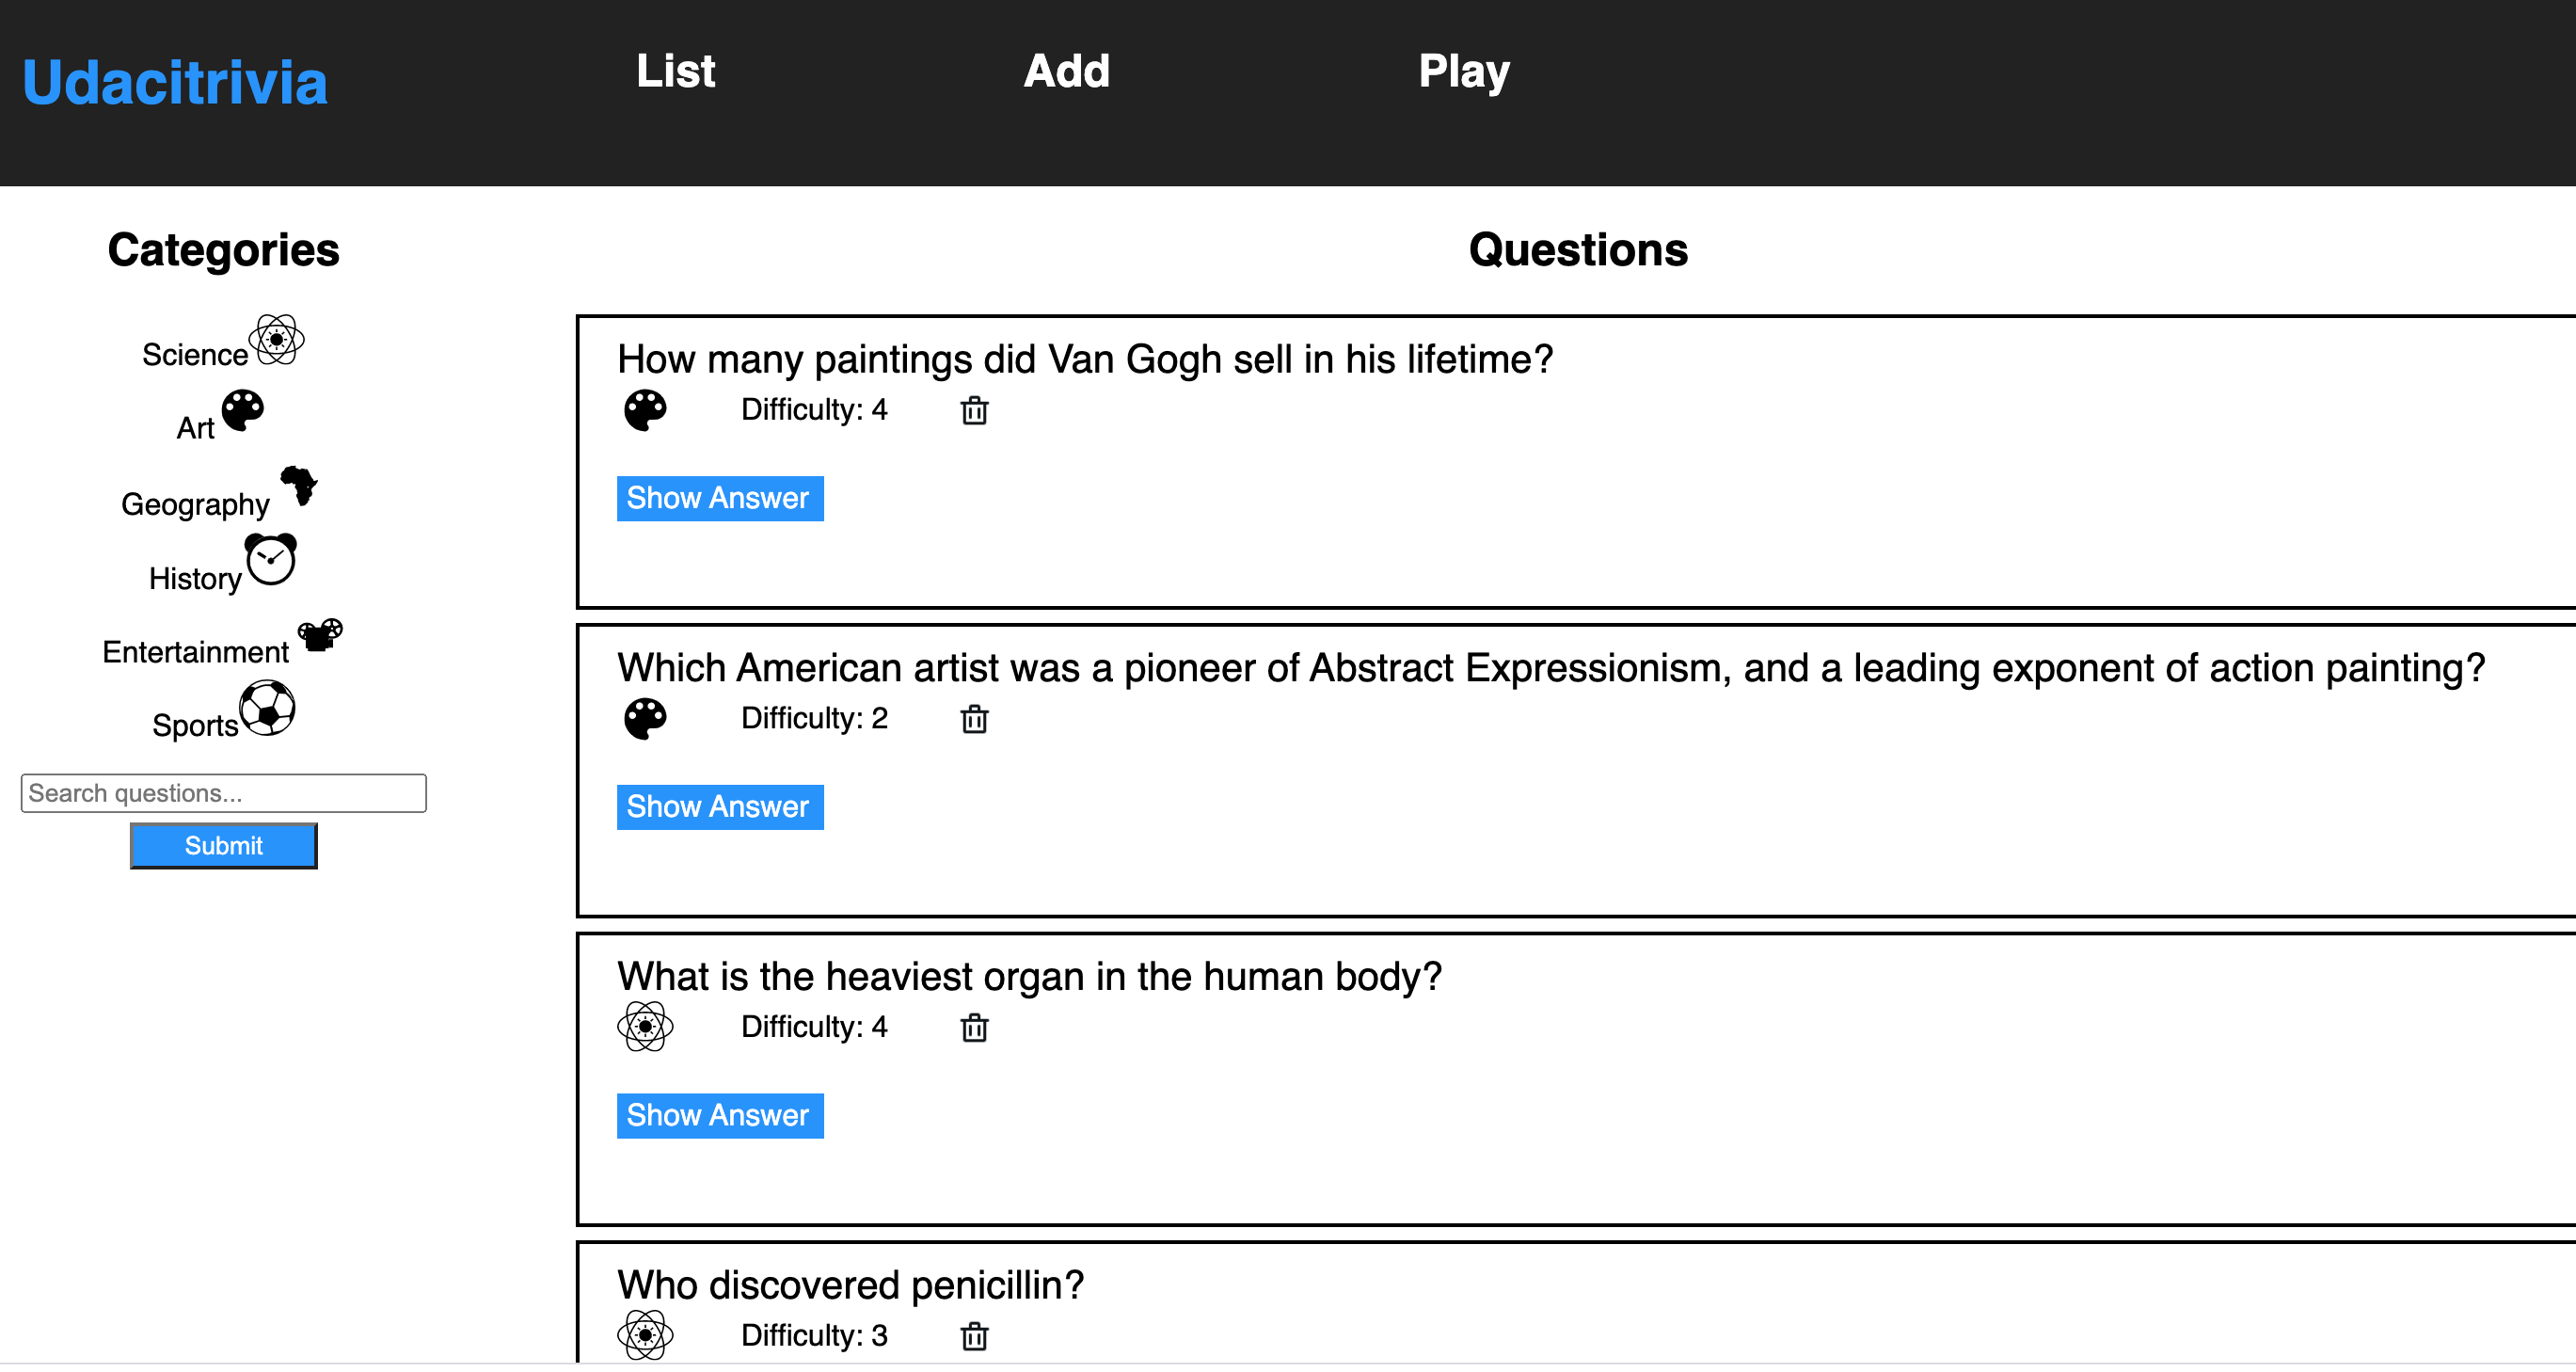 Udacitrivia
List
Add
Play
Categories
Science
Art
Geography
History
Entertainment
Sports
Search questions...
Submit
Questions
How many paintings did Van Gogh sell in his lifetime?
Difficulty: 4
Show Answer
Which American artist was a pioneer of Abstract Expressionism, and a leading exponent of action painting?
Difficulty: 2
Show Answer
What is the heaviest organ in the human body?
Difficulty: 4
Show Answer
Who discovered penicillin?
Difficulty: 3